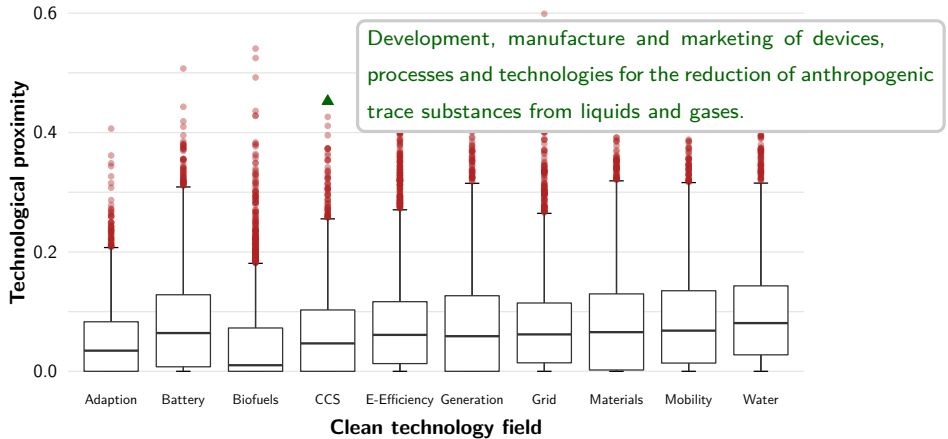 0.6
Development, manufacture and marketing of devices,
processes and technologies for the reduction of anthropogenic
trace substances from liquids and gases.
0.4
0.2
0.0
Technological proximity
Adaption Battery Biofuels CCS E-Efficiency Generation Grid Materials Mobility Water
Clean technology field